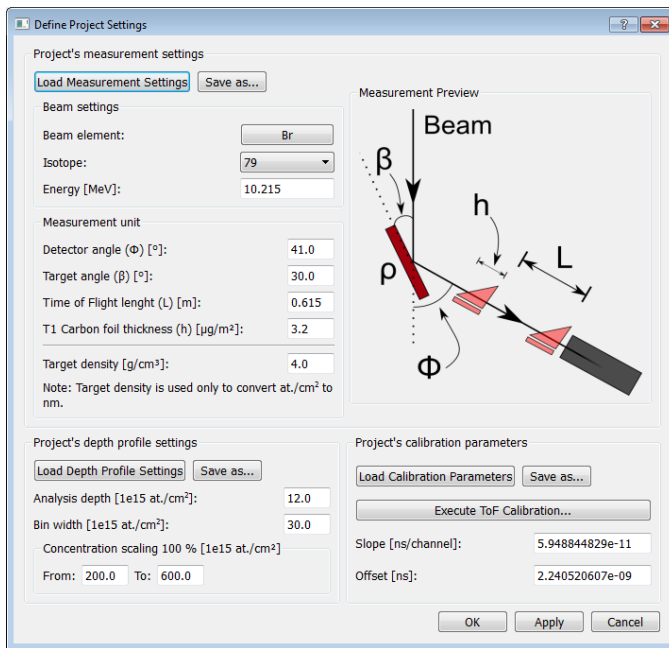 Define Project Settings
Project's measurement settings
Load Measurement Settings Save as...
Beam settings
Beam element: Br
Isotope: 79
Energy [MeV]: 10.215
Measurement unit
Detector angle (Φ) [°]: 41.0
Target angle (β) [°]: 30.0
Time of Flight lenght (L) [m]: 0.615
T1 Carbon foil thickness (h) [μg/m²]: 3.2
Target density [g/cm³]: 4.0
Note: Target density is used only to convert at./cm² to
nm.
Measurement Preview
Beam
β
h
L
ρ
Φ
Project's depth profile settings
Load Depth Profile Settings Save as...
Analysis depth [1e15 at./cm²]: 12.0
Bin width [1e15 at./cm²]: 30.0
Concentration scaling 100 % [1e15 at./cm²]
From: 200.0 To: 600.0
Project's calibration parameters
Load Calibration Parameters Save as...
Execute ToF Calibration...
Slope [ns/channel]: 5.948844829e-11
Offset [ns]: 2.240520607e-09
OK Apply Cancel